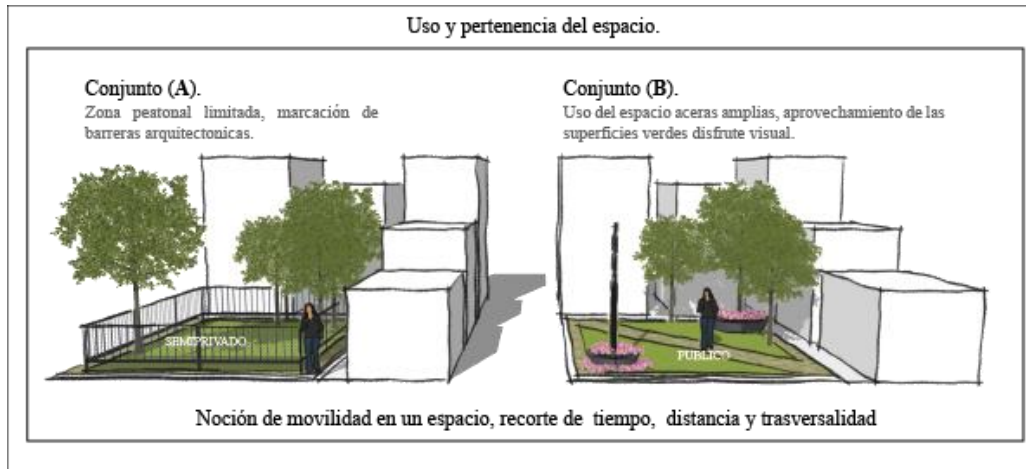 Uso y pertenencia del espacio.
Conjunto (A).
Zona peatonal limitada, marcación de
barreras arquitectonicas.
Conjunto (B).
Uso del espacio aceras amplias, aprovechamiento de las
superficies verdes disfrute visual.
SEMIPRIVADO
PUBLICO
Noción de movilidad en un espacio, recorte de tiempo, distancia y trasversalidad